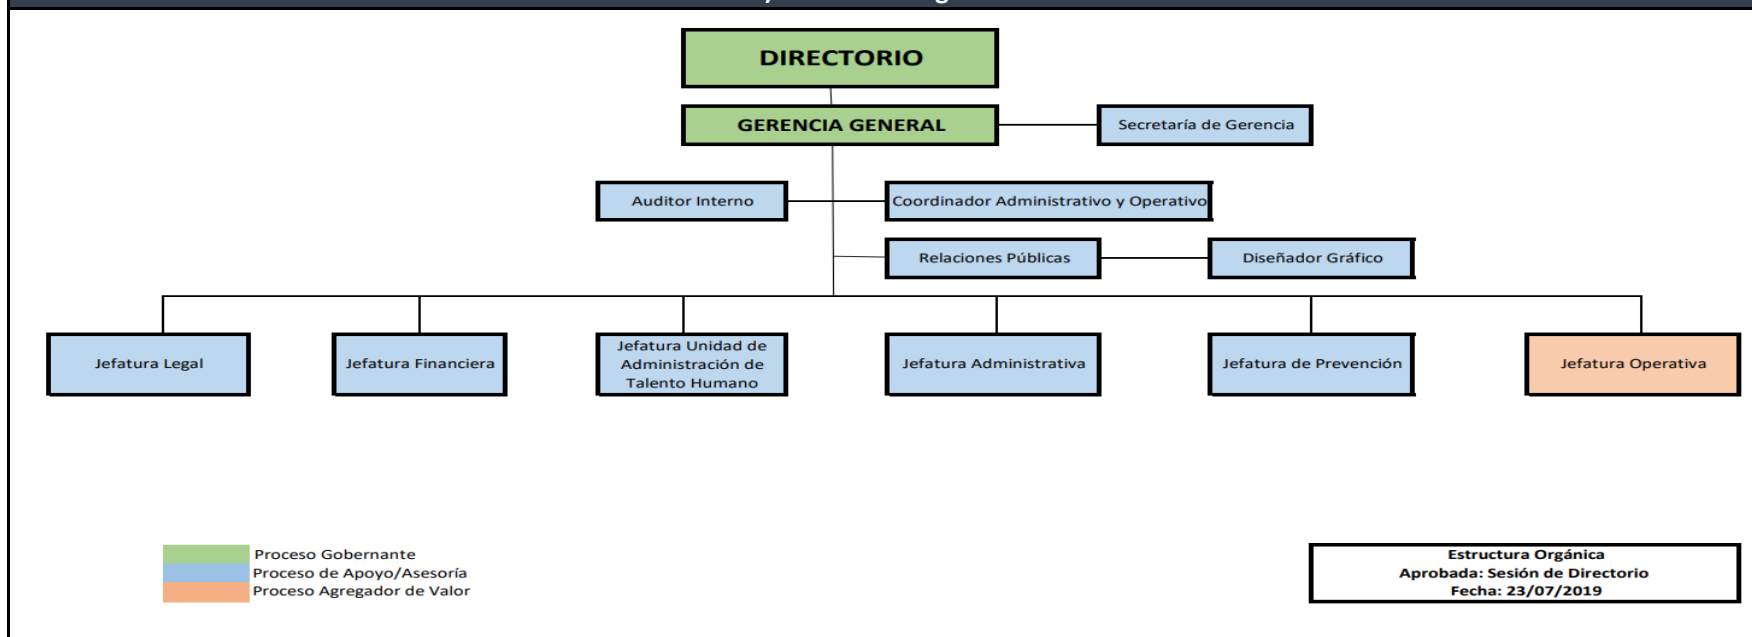 DIRECTORIO
GERENCIA GENERAL
Secretaría de Gerencia
Auditor Interno
Coordinador Administrativo y Operativo
Relaciones Públicas
Diseñador Gráfico
Jefatura Legal
Jefatura Financiera
Jefatura Unidad de
Administración de
Talento Humano
Jefatura Administrativa
Jefatura de Prevención
Jefatura Operativa
Proceso Gobernante
Proceso de Apoyo/Asesoría
Proceso Agregador de Valor
Estructura Orgánica
Aprobada: Sesión de Directorio
Fecha: 23/07/2019